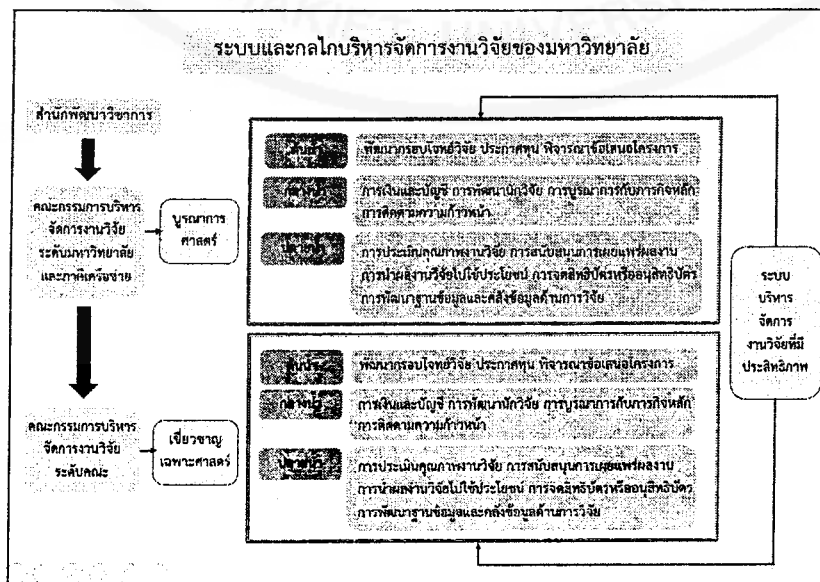 ระบบและกลไกบริหารจัดการงานวิจัยของมหาวิทยาลัย
สำนักพัฒนาวิชาการ
คณะกรรมการบริหาร
จัดการงานวิจัย
ระดับมหาวิทยาลัย
และภาคีเครือข่าย
บูรณาการ
ศาสตร์
ต้นน้ำ
พัฒนากรอบโจทย์วิจัย ประกาศทุน พิจารณาข้อเสนอโครงการ
กลางน้ำ
การเงินและบัญชี การพัฒนานักวิจัย การบูรณาการกับภารกิจหลัก
การติดตามความก้าวหน้า
ปลายน้ำ
การประเมินคุณภาพงานวิจัย การสนับสนุนการเผยแพร่ผลงาน
การนำผลงานวิจัยไปใช้ประโยชน์ การจดสิทธิบัตรหรืออนุสิทธิบัตร
การพัฒนาฐานข้อมูลและคลังข้อมูลด้านการวิจัย
คณะกรรมการบริหาร
จัดการงานวิจัย
ระดับคณะ
เชี่ยวชาญ
เฉพาะศาสตร์
ต้นน้ำ
พัฒนากรอบโจทย์วิจัย ประกาศทุน พิจารณาข้อเสนอโครงการ
กลางน้ำ
การเงินและบัญชี การพัฒนานักวิจัย การบูรณาการกับภารกิจหลัก
การติดตามความก้าวหน้า
ปลายน้ำ
การประเมินคุณภาพงานวิจัย การสนับสนุนการเผยแพร่ผลงาน
การนำผลงานวิจัยไปใช้ประโยชน์ การจดสิทธิบัตรหรืออนุสิทธิบัตร
การพัฒนาฐานข้อมูลและคลังข้อมูลด้านการวิจัย
ระบบ
บริหาร
จัดการ
งานวิจัยที่มี
ประสิทธิภาพ